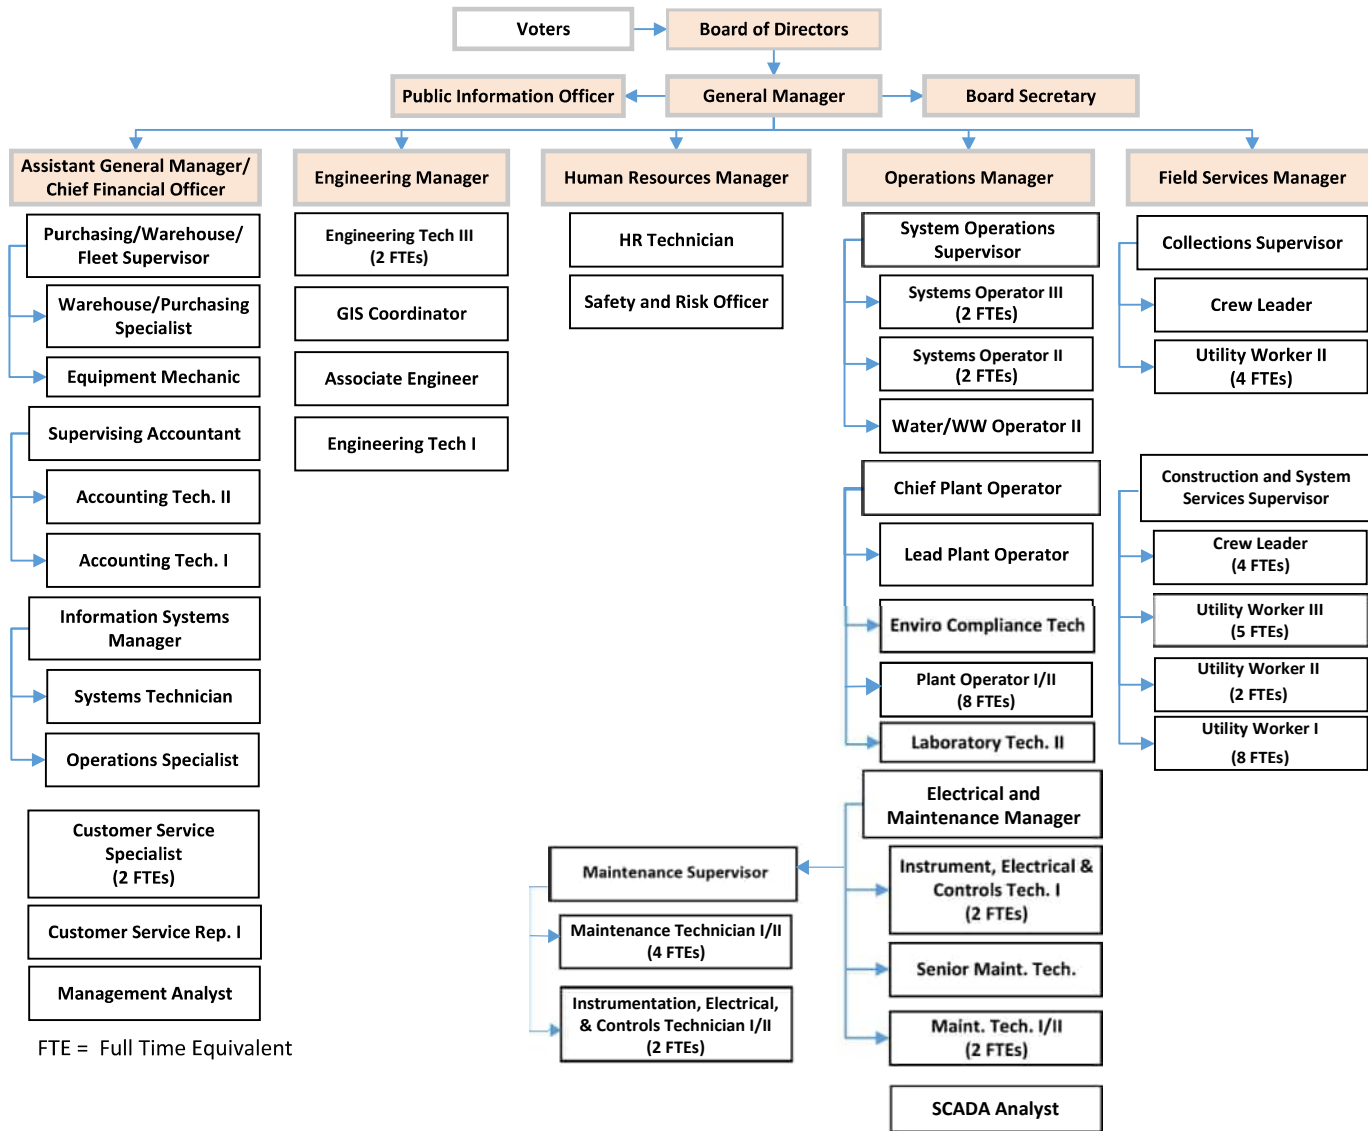 Voters
Board of Directors
Public Information Officer
General Manager
Board Secretary
Assistant General Manager/
Chief Financial Officer
Engineering Manager
Human Resources Manager
Operations Manager
Field Services Manager
Purchasing/Warehouse/
Fleet Supervisor
Warehouse/Purchasing
Specialist
Equipment Mechanic
Supervising Accountant
Accounting Tech. II
Accounting Tech. I
Information Systems
Manager
Systems Technician
Operations Specialist
Customer Service
Specialist
(2 FTEs)
Customer Service Rep. I
Management Analyst
FTE = Full Time Equivalent
Engineering Tech III
(2 FTEs)
GIS Coordinator
Associate Engineer
Engineering Tech I
HR Technician
Safety and Risk Officer
System Operations
Supervisor
Systems Operator III
(2 FTEs)
Systems Operator II
(2 FTEs)
Water/WW Operator II
Chief Plant Operator
Lead Plant Operator
Enviro Compliance Tech
Plant Operator I/II
(8 FTEs)
Laboratory Tech. II
Electrical and
Maintenance Manager
Maintenance Supervisor
Maintenance Technician I/II
(4 FTEs)
Instrumentation, Electrical,
& Controls Technician I/II
(2 FTEs)
Instrument, Electrical &
Controls Tech. I
(2 FTEs)
Senior Maint. Tech.
Maint. Tech. I/II
(2 FTEs)
SCADA Analyst
Collections Supervisor
Crew Leader
Utility Worker II
(4 FTEs)
Construction and System
Services Supervisor
Crew Leader
(4 FTEs)
Utility Worker III
(5 FTEs)
Utility Worker II
(2 FTEs)
Utility Worker I
(8 FTEs)